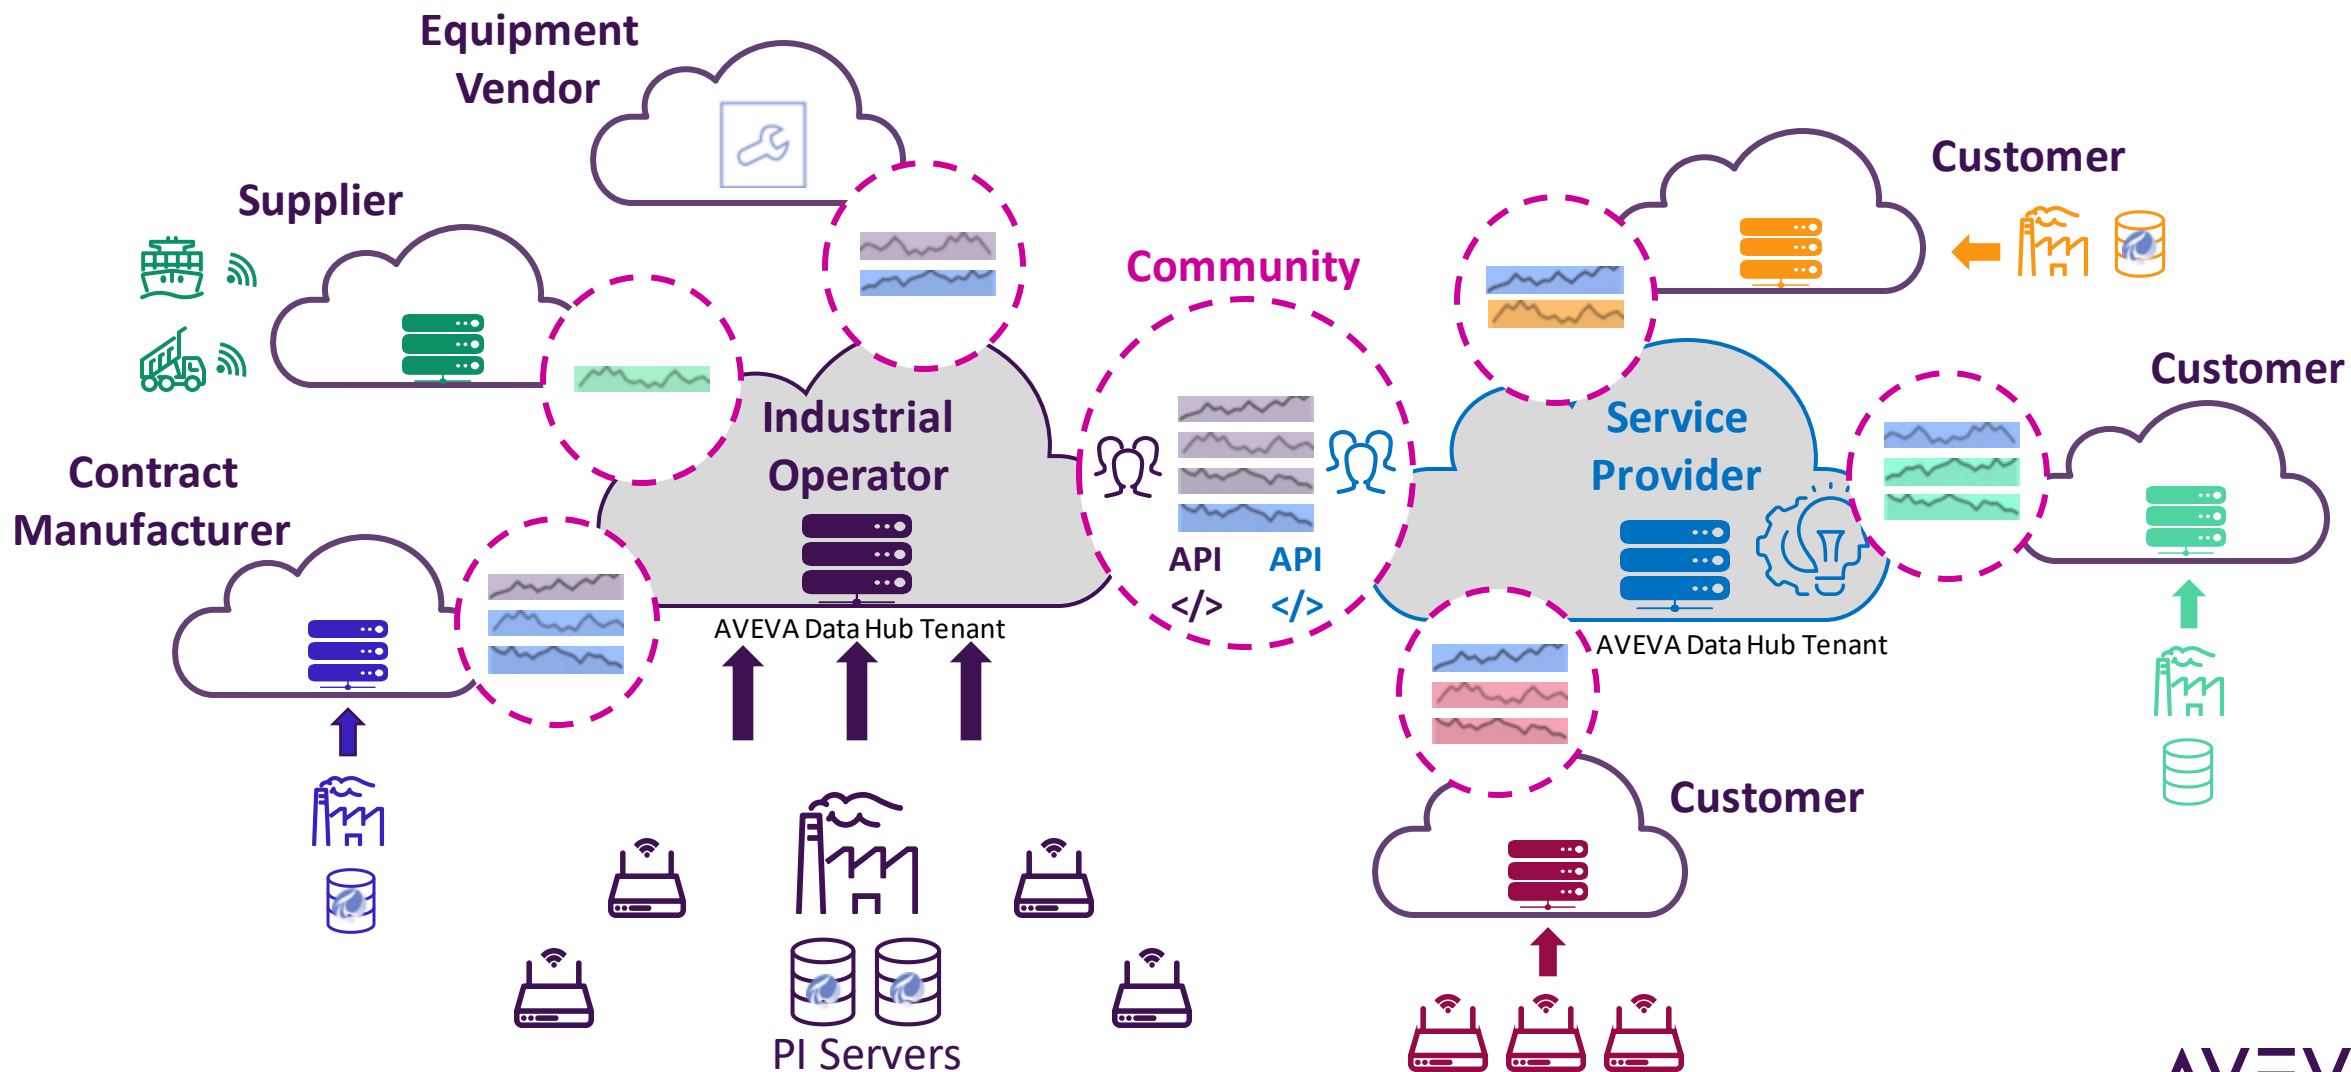 Equipment
Vendor
Supplier
Contract
Manufacturer
Industrial
Operator
AVEVA Data Hub Tenant
PI Servers
Community
API
API
</>
</>
Service
Provider
AVEVA Data Hub Tenant
Customer
Customer
Customer
AVEV